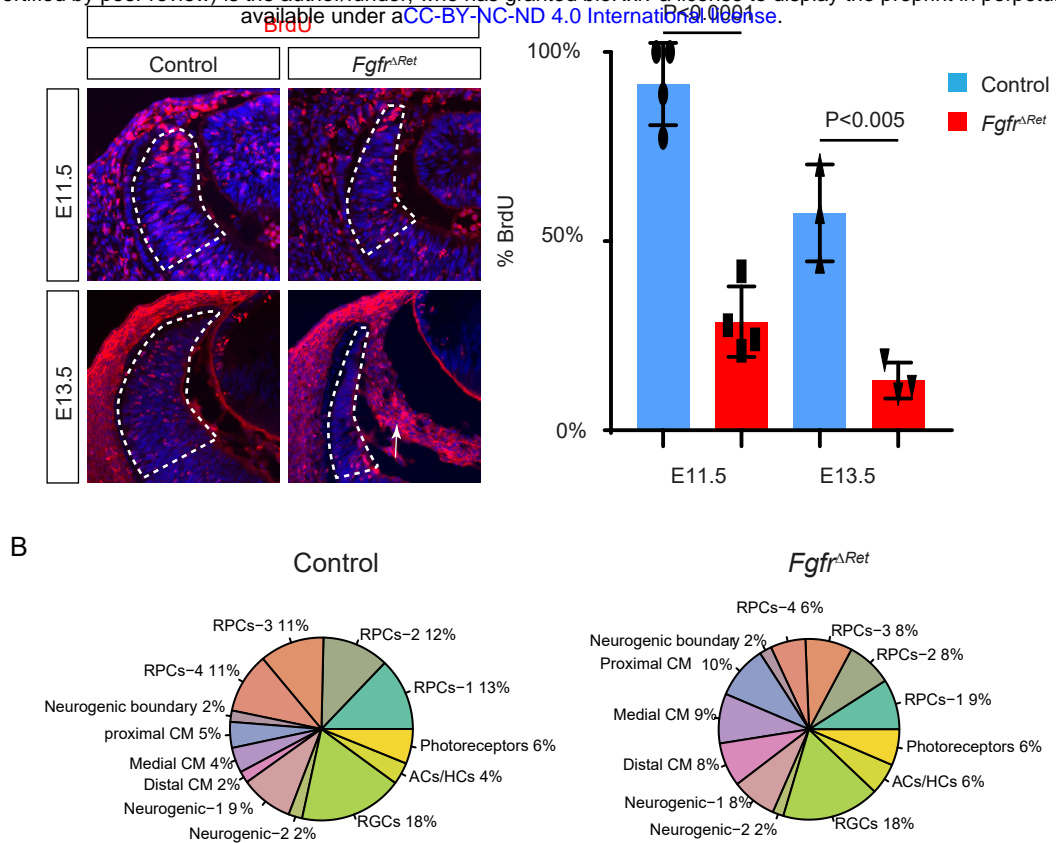 available under aCC-BY-NC-ND 4.0 International license.
BrdU
P<0.0001
Control
Fgfr^ΔRet
E11.5
E13.5
100%
50%
0%
% BrdU
P<0.005
Control
Fgfr^ΔRet
E11.5
E13.5
B
Control
RPCs−3 11%
RPCs−2 12%
RPCs−4 11%
RPCs−1 13%
Neurogenic boundary 2%
proximal CM 5%
Photoreceptors 6%
Medial CM 4%
ACs/HCs 4%
Distal CM 2%
Neurogenic−1 9%
RGCs 18%
Neurogenic−2 2%
Fgfr^ΔRet
RPCs−4 6%
RPCs−3 8%
Neurogenic boundary 2%
RPCs−2 8%
Proximal CM 10%
RPCs−1 9%
Medial CM 9%
Photoreceptors 6%
Distal CM 8%
ACs/HCs 6%
Neurogenic−1 8%
RGCs 18%
Neurogenic−2 2%